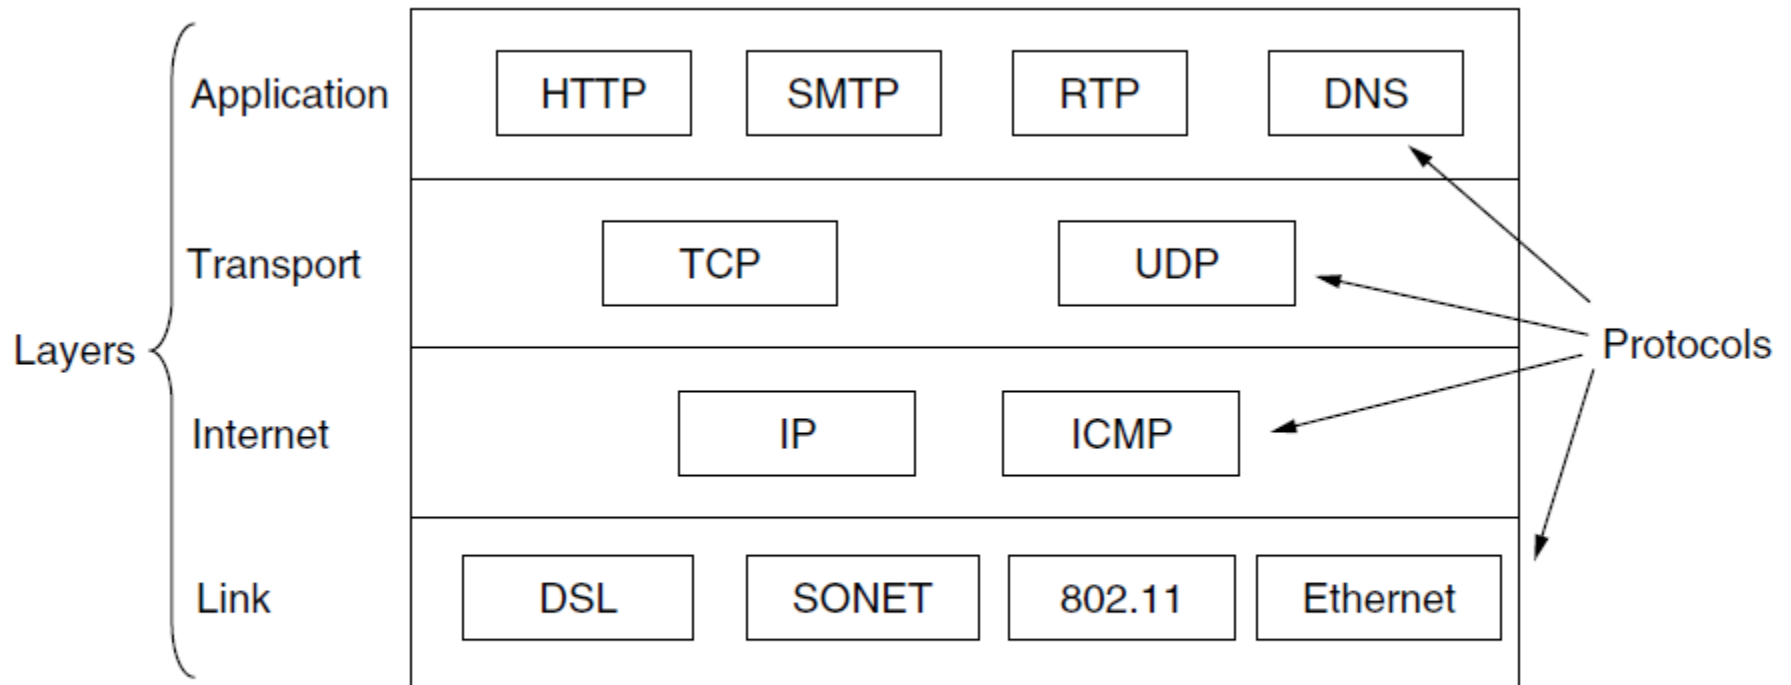 Application HTTP SMTP RTP DNS
Transport TCP UDP
Layers Protocols
Internet IP ICMP
Link DSL SONET 802.11 Ethernet